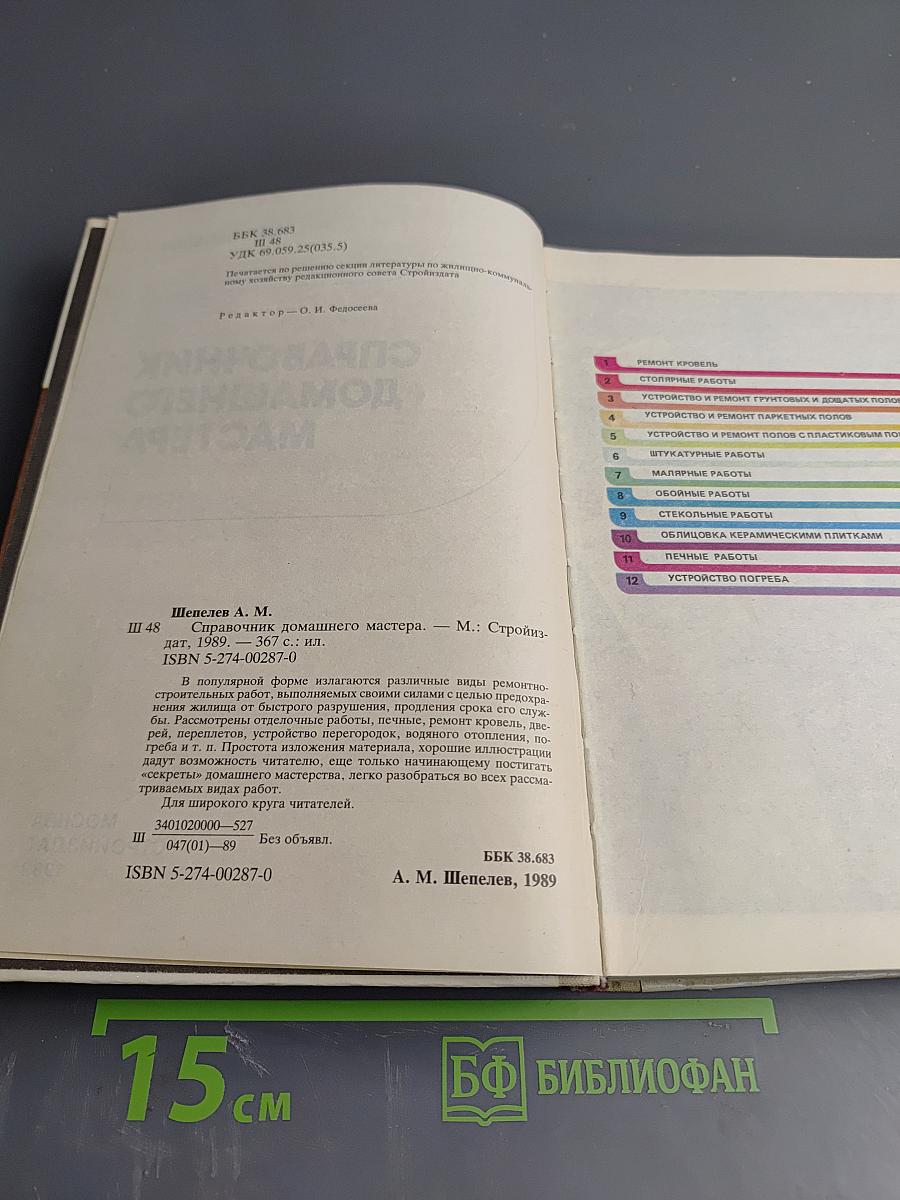 ББК 38.683
Ш 48
УДК 69.059.25(035.5)
Печатается по решению секции литературы по жилищно-коммуналь-
ному хозяйству редакционного совета Стройиздата
Редактор — О. И. Федосеева
СПРАВОЧНИК
ДОМАШНЕГО
МАСТЕРА
Шепелев А. М.
Ш 48 Справочник домашнего мастера. — М.: Стройиз-
дат, 1989. — 367 с.: ил.
ISBN 5-274-00287-0
В популярной форме излагаются различные виды ремонтно-
строительных работ, выполняемых своими силами с целью предохра-
нения жилища от быстрого разрушения, продления срока его служ-
бы. Рассмотрены отделочные работы, печные, ремонт кровель, две-
рей, переплетов, устройство перегородок, водяного отопления, по-
греба и т. п. Простота изложения материала, хорошие иллюстрации
дадут возможность читателю, еще только начинающему постигать
«секреты» домашнего мастерства, легко разобраться во всех рассма-
триваемых видах работ.
Для широкого круга читателей.
Ш 3401020000—527
047(01)—89 Без объявл.
ББК 38.683
ISBN 5-274-00287-0 А. М. Шепелев, 1989
МОСКВА
СТРОЙИЗДАТ
1989
1 РЕМОНТ КРОВЕЛЬ
2 СТОЛЯРНЫЕ РАБОТЫ
3 УСТРОЙСТВО И РЕМОНТ ГРУНТОВЫХ И ДОЩАТЫХ ПОЛОВ
4 УСТРОЙСТВО И РЕМОНТ ПАРКЕТНЫХ ПОЛОВ
5 УСТРОЙСТВО И РЕМОНТ ПОЛОВ С ПЛАСТИКОВЫМ
6 ШТУКАТУРНЫЕ РАБОТЫ
7 МАЛЯРНЫЕ РАБОТЫ
8 ОБОЙНЫЕ РАБОТЫ
9 СТЕКОЛЬНЫЕ РАБОТЫ
10 ОБЛИЦОВКА КЕРАМИЧЕСКИМИ ПЛИТКАМИ
11 ПЕЧНЫЕ РАБОТЫ
12 УСТРОЙСТВО ПОГРЕБА
15 см
БФ БИБЛИОФАН